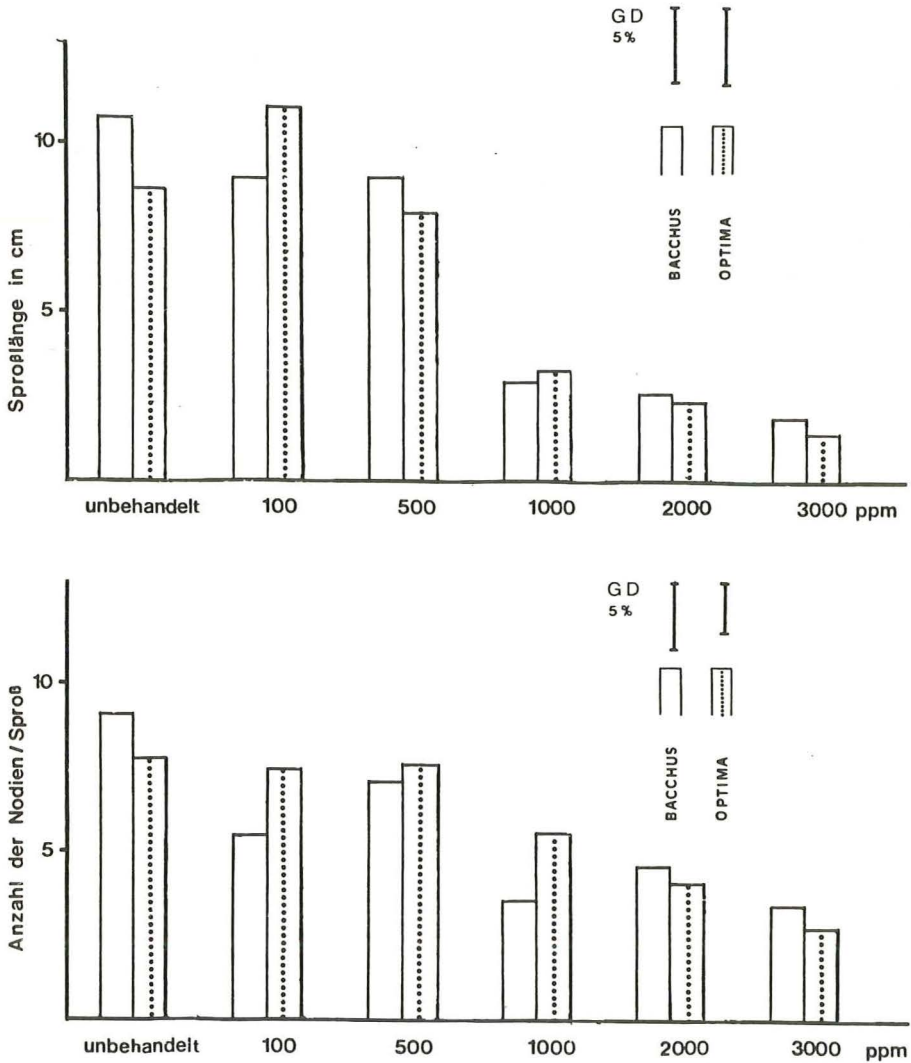 GD
5%
10
5
Sproßlänge in cm
BACCHUS
OPTIMA
unbehandelt 100 500 1000 2000 3000 ppm
GD
5%
10
5
Anzahl der Nodien / Sproß
BACCHUS
OPTIMA
unbehandelt 100 500 1000 2000 3000 ppm